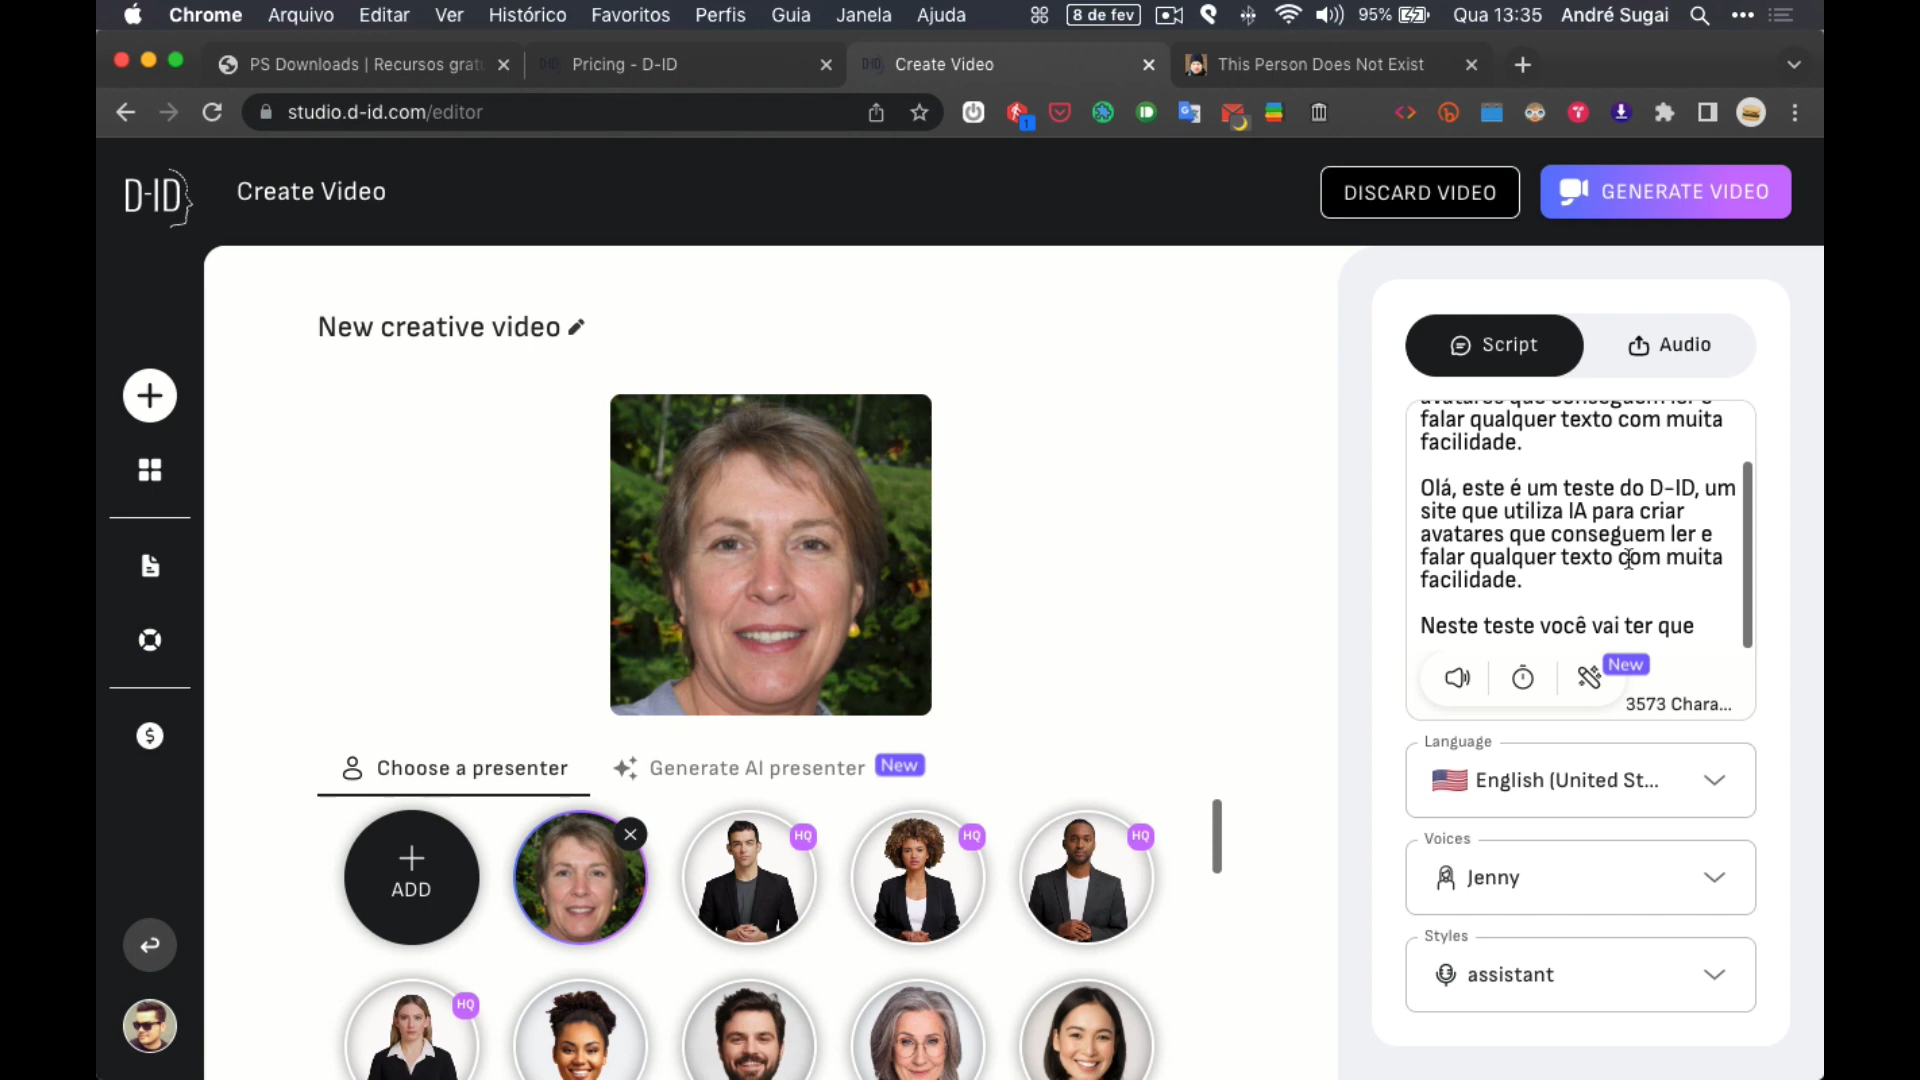 Chrome Arquivo Editar Ver Histórico Favoritos Perfis Guia Janela Ajuda 8 de fev 95% Qua 13:35 André Sugai
PS Downloads | Recursos grat Pricing - D-ID Create Video This Person Does Not Exist
studio.d-id.com/editor
1
D-ID Create Video DISCARD VIDEO GENERATE VIDEO
New creative video
Script Audio
falar qualquer texto com muita
facilidade.
Olá, este é um teste do D-ID, um
site que utiliza IA para criar
avatares que conseguem ler e
falar qualquer texto com muita
facilidade.
Neste teste você vai ter que
New
3573 Chara...
Language
English (United St...
Voices
Jenny
Styles
assistant
Choose a presenter Generate AI presenter New
ADD
HQ HQ HQ
HQ